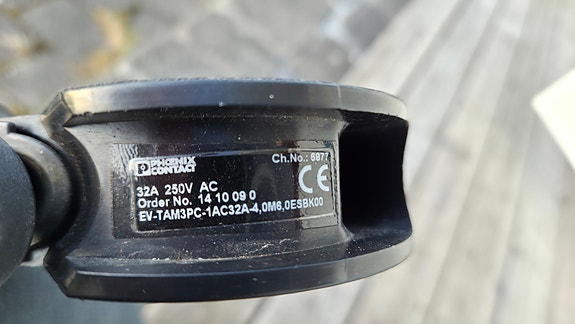 PHŒNIX
CONTACT
Ch.No.: 6877
32A 250V AC
CE
Order No. 14 10 09 0
EV-TAM3PC-1AC32A-4,0M6,0ESBK00